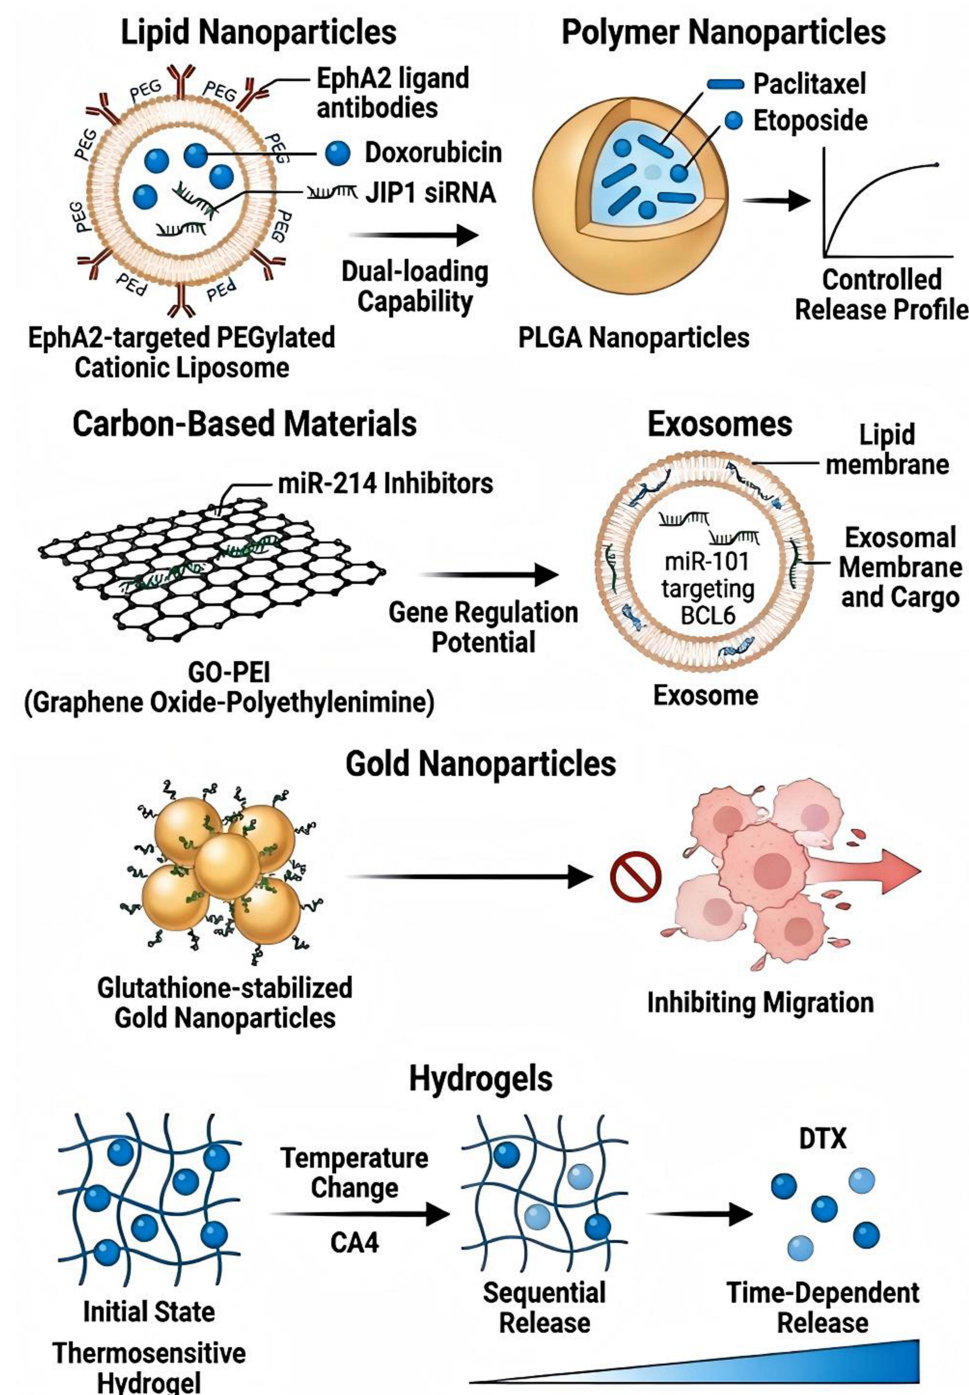 Lipid Nanoparticles
PEG
PEG
EphA2 ligand
antibodies
PEG
PEG
Doxorubicin
JIP1 siRNA
PEG
PEG
PEd
PEd
Dual-loading
Capability
EphA2-targeted PEGylated
Cationic Liposome
Polymer Nanoparticles
Paclitaxel
Etoposide
PLGA Nanoparticles
Controlled
Release Profile
Carbon-Based Materials
miR-214 Inhibitors
GO-PEI
(Graphene Oxide-Polyethylenimine)
Gene Regulation
Potential
Exosomes
Lipid
membrane
miR-101
targeting
BCL6
Exosomal
Membrane
and Cargo
Exosome
Gold Nanoparticles
Glutathione-stabilized
Gold Nanoparticles
Inhibiting Migration
Hydrogels
Temperature
Change
CA4
DTX
Initial State
Thermosensitive
Hydrogel
Sequential
Release
Time-Dependent
Release